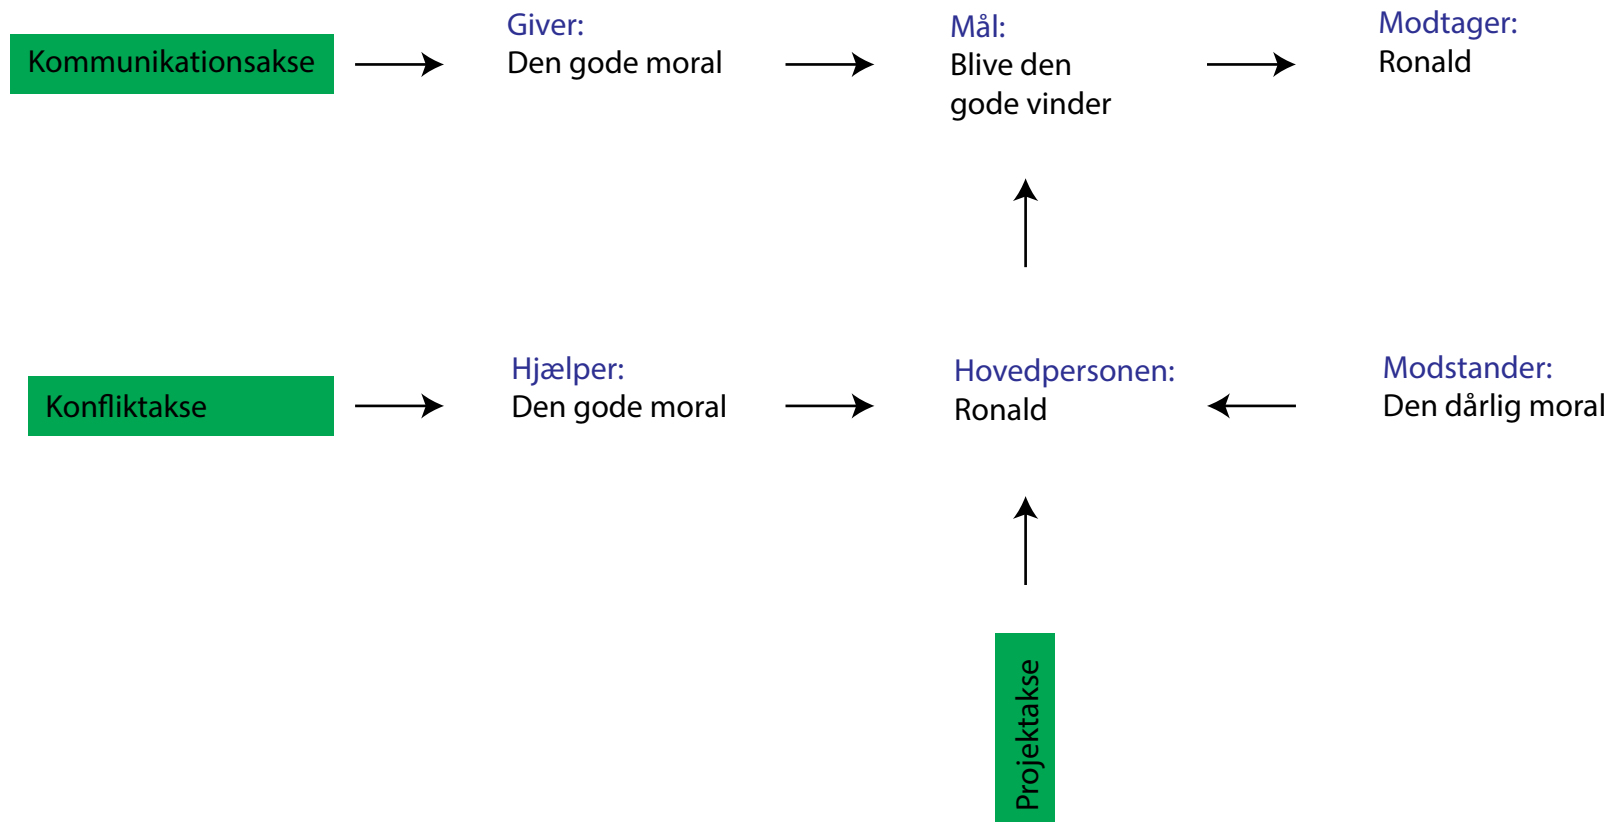 Kommunikationsakse
Giver:
Den gode moral
Mål:
Blive den
gode vinder
Modtager:
Ronald
Konfliktakse
Hjælper:
Den gode moral
Hovedpersonen:
Ronald
Modstander:
Den dårlig moral
Projektakse